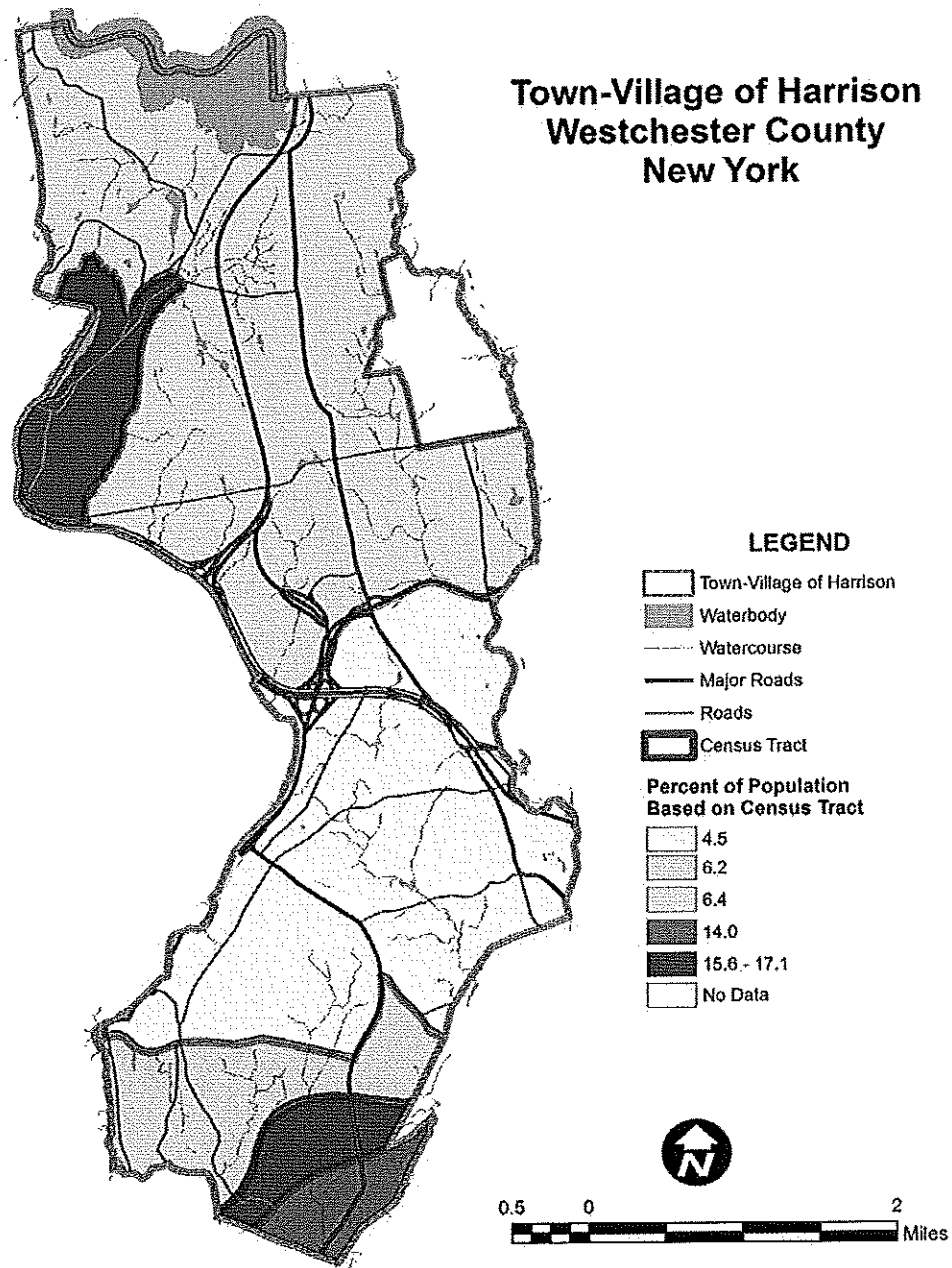 Town-Village of Harrison
Westchester County
New York
LEGEND
Town-Village of Harrison
Waterbody
Watercourse
Major Roads
Roads
Census Tract
Percent of Population
Based on Census Tract
4.5
6.2
6.4
14.0
15.6 - 17.1
No Data
N
0.5 0 2
Miles